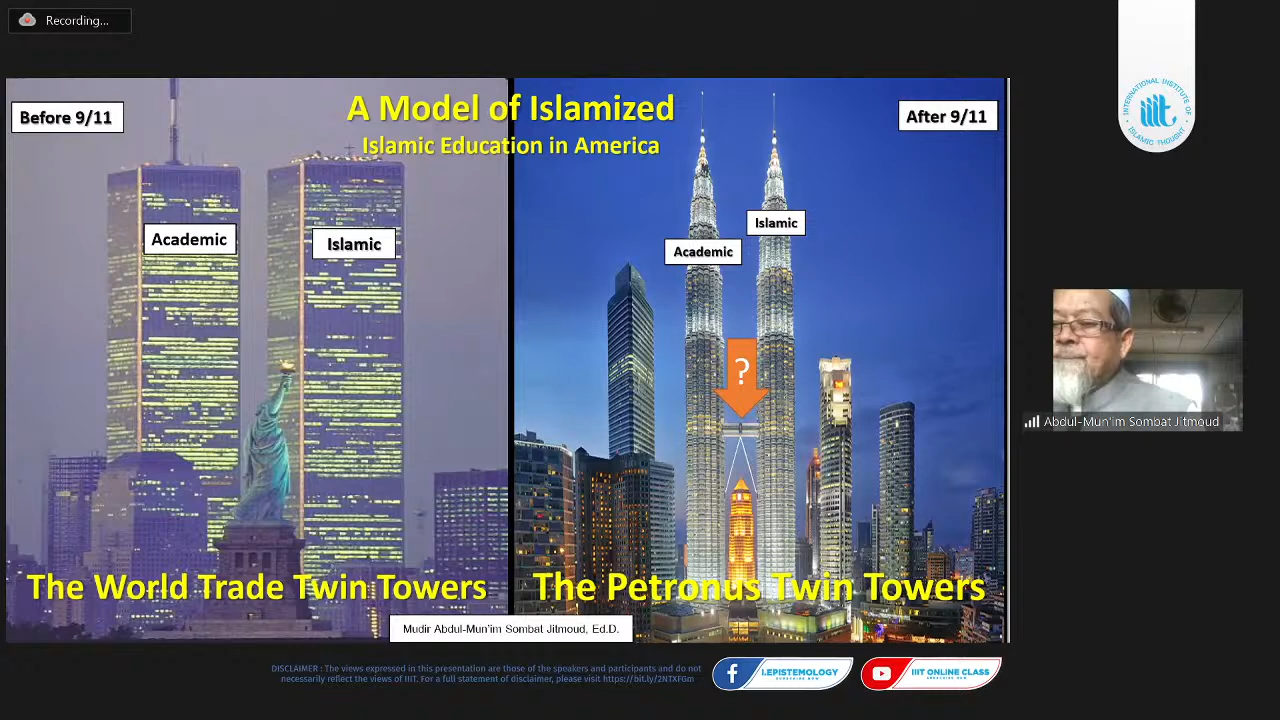 Recording...
A Model of Islamized
Islamic Education in America
Before 9/11
After 9/11
Academic
Islamic
Academic
Islamic
?
The World Trade Twin Towers
The Petronus Twin Towers
Mudir Abdul-Mun'im Sombat Jitmoud, Ed.D.
INTERNATIONAL INSTITUTE OF ISLAMIC THOUGHT
iiit
Abdul-Mun'im Sombat Jitmoud
DISCLAIMER : The views expressed in this presentation are those of the speakers and participants and do not
necessarily reflect the views of IIIT. For a full statement of disclaimer, please visit https://bit.ly/2NTXFGm
I.EPISTEMOLOGY
SUBSCRIBE NOW
IIIT ONLINE CLASS
SUBSCRIBE NOW